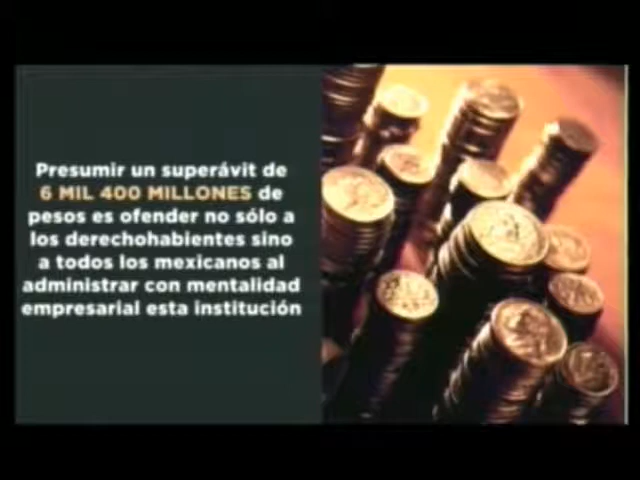 Presumir un superávit de
6 MIL 400 MILLONES de
pesos es ofender no sólo a
los derechohabientes sino
a todos los mexicanos al
administrar con mentalidad
empresarial esta institución